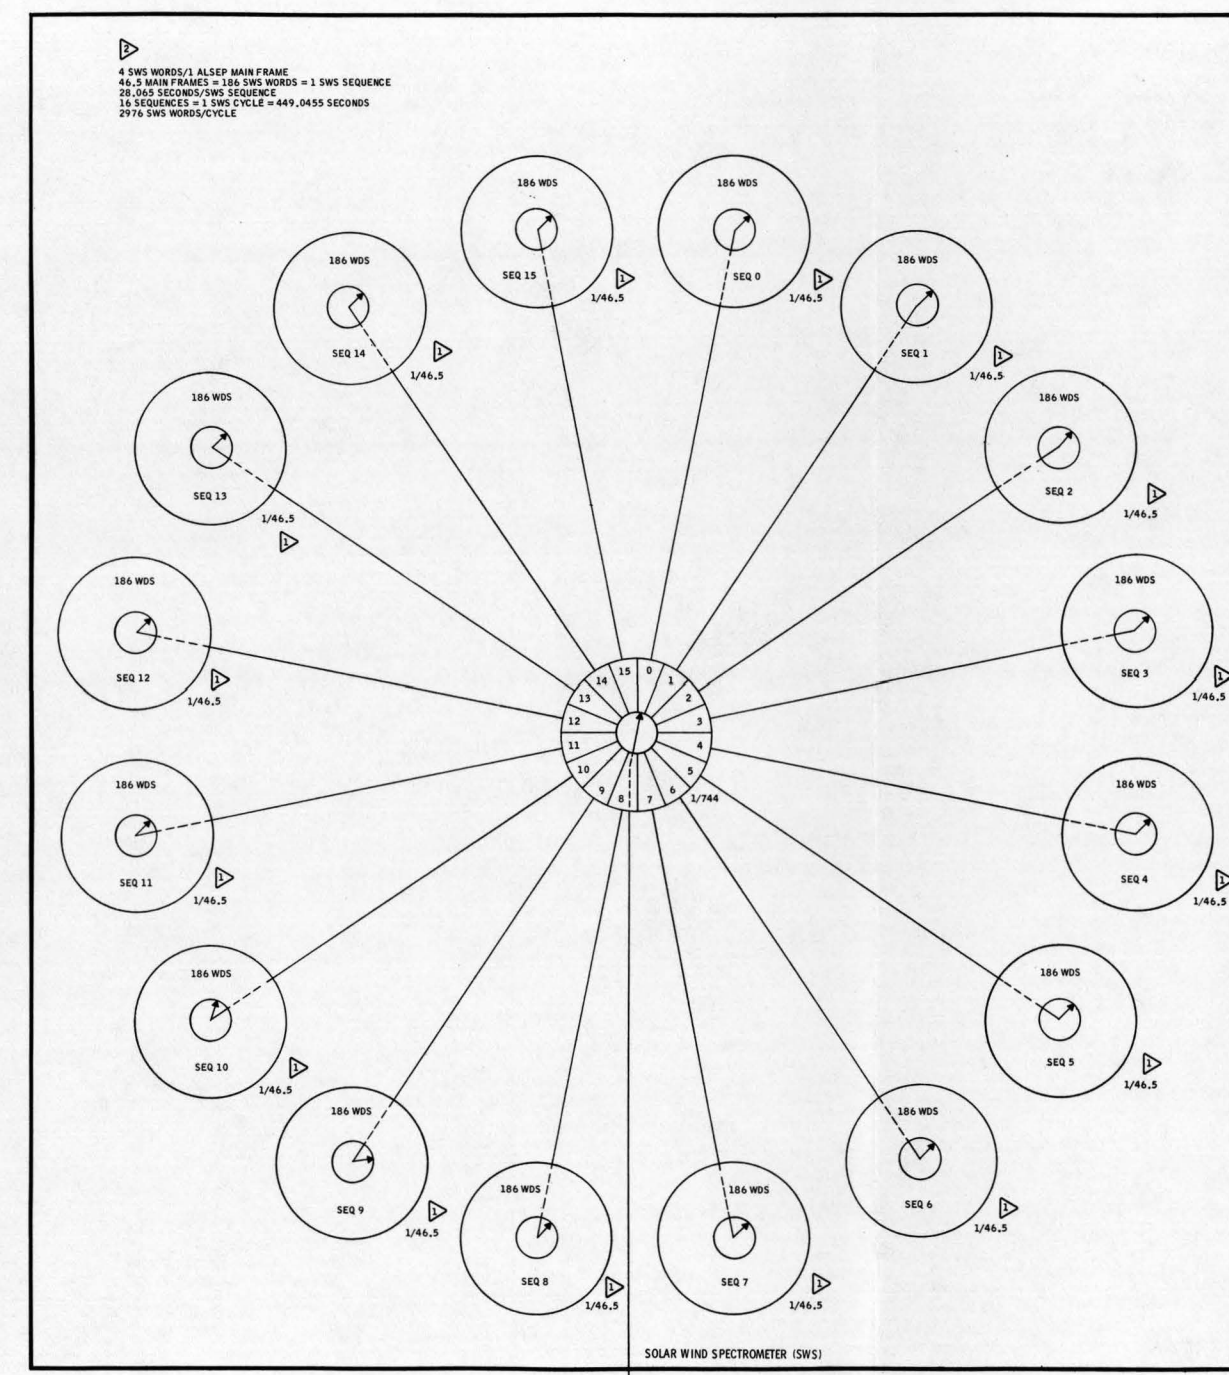 2
4 SWS WORDS/1 ALSEP MAIN FRAME
46.5 MAIN FRAMES = 186 SWS WORDS = 1 SWS SEQUENCE
28.065 SECONDS/SWS SEQUENCE
16 SEQUENCES = 1 SWS CYCLE = 449.0455 SECONDS
2976 SWS WORDS/CYCLE
186 WDS
SEQ 15
1
1/46.5
186 WDS
SEQ 0
1
1/46.5
186 WDS
SEQ 14
1
1/46.5
186 WDS
SEQ 1
1
1/46.5
186 WDS
SEQ 13
1/46.5
1
186 WDS
SEQ 2
1
1/46.5
186 WDS
SEQ 12
1
1/46.5
186 WDS
SEQ 3
1
1/46.5
15
0
14
1
13
2
12
3
11
4
10
5
9
6
8
7
1/744
186 WDS
SEQ 11
1
1/46.5
186 WDS
SEQ 4
1
1/46.5
186 WDS
SEQ 10
1
1/46.5
186 WDS
SEQ 5
1
1/46.5
186 WDS
SEQ 9
1
1/46.5
186 WDS
SEQ 6
1
1/46.5
186 WDS
SEQ 8
1
1/46.5
186 WDS
SEQ 7
1
1/46.5
SOLAR WIND SPECTROMETER (SWS)